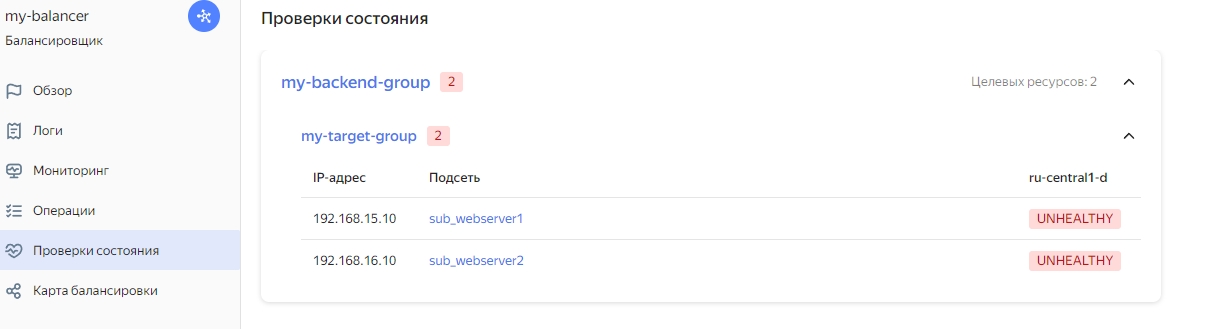 my-balancer
Балансировщик
Обзор
Логи
Мониторинг
Операции
Проверки состояния
Карта балансировки
Проверки состояния
my-backend-group 2 Целевых ресурсов: 2
my-target-group 2
IP-адрес Подсеть ru-central1-d
192.168.15.10 sub_webserver1 UNHEALTHY
192.168.16.10 sub_webserver2 UNHEALTHY